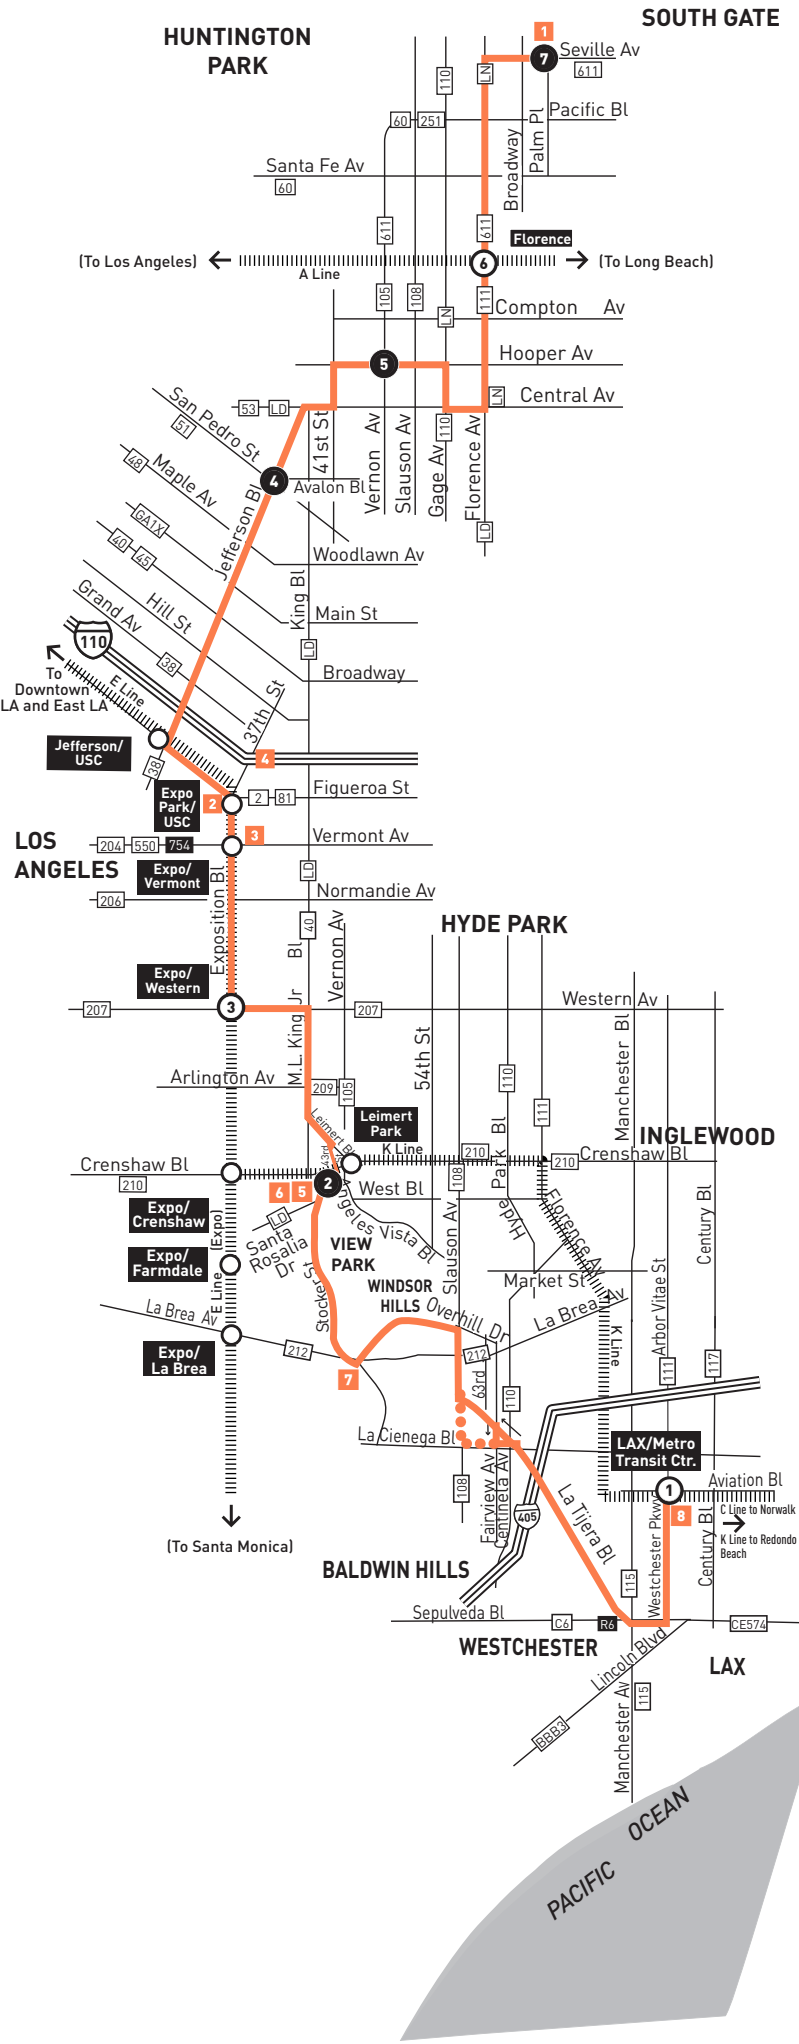 SOUTH GATE
HUNTINGTON
PARK
1
7
Seville Av
611
LN
110
Pacific Bl
60
251
Broadway
Palm Pl
Santa Fe Av
60
611
611
Florence
(To Los Angeles)
6
(To Long Beach)
A Line
105
108
111
LN
Compton Av
Hooper Av
5
LN
Central Av
53
LD
San Pedro St
51
41st St
Vernon Av
Slauson Av
110
Gage Av
Florence Av
LD
48
Maple Av
4
Avalon Bl
Jefferson Bl
GA1X
40
45
Woodlawn Av
King Bl
Hill St
Grand Av
Main St
110
38
LD
Broadway
To
Downtown
LA and East LA
E Line
37th St
Jefferson/
USC
38
4
Expo
Park/
USC
2
2
81
Figueroa St
LOS
ANGELES
3
204
550
754
Vermont Av
Expo/
Vermont
LD
Exposition Bl
206
Normandie Av
40
Vernon Av
HYDE PARK
Expo/
Western
M.L. King Jr Bl
3
207
207
Western Av
54th St
Manchester Bl
Arlington Av
209
105
110
111
Leimert Bl
Leimert
Park
K Line
43rd
210
Park Bl
Hyde
INGLEWOOD
Crenshaw Bl
210
210
Crenshaw Bl
108
6
5
2
West Bl
Expo/
Crenshaw
(Expo)
LD
Santa
Rosalia
Dr
Angeles Vista Bl
VIEW
PARK
Slauson Av
Florence Av
Century Bl
Expo/
Farmdale
Stocker St
WINDSOR
HILLS
Market St
Arbor Vitae St
E Line
La Brea Av
Overhill Dr
La Brea Av
Expo/
La Brea
212
212
K Line
7
63rd
110
111
117
La Cienega Bl
LAX/Metro
Transit Ctr.
108
Fairview Av
Centinela Av
La Tijera Bl
1
Aviation Bl
405
8
C Line to Norwalk
K Line to Redondo
Beach
Westchester Pkwy
Century Bl
(To Santa Monica)
BALDWIN HILLS
115
Sepulveda Bl
C6
R6
CE574
WESTCHESTER
Lincoln Blvd
LAX
115
Manchester Av
BBB3
PACIFIC OCEAN